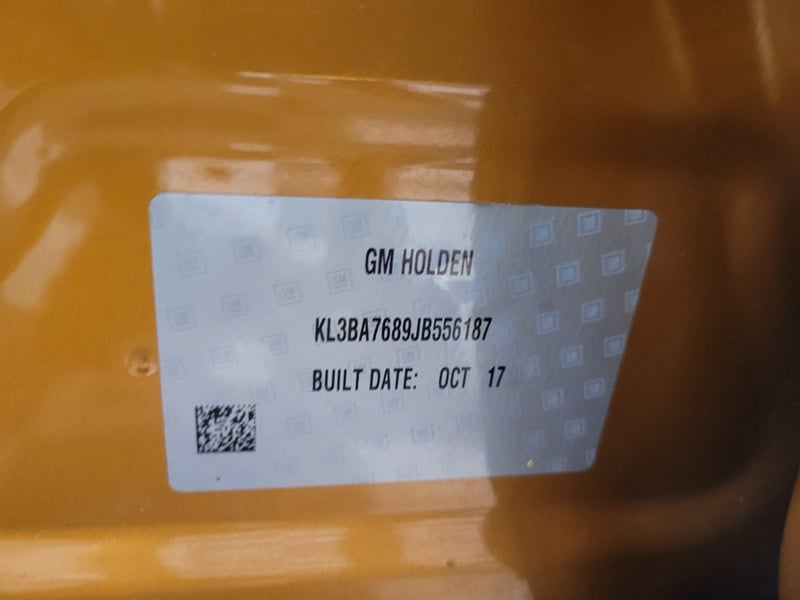 GM HOLDEN
KL3BA7689JB556187
BUILT DATE: OCT 17